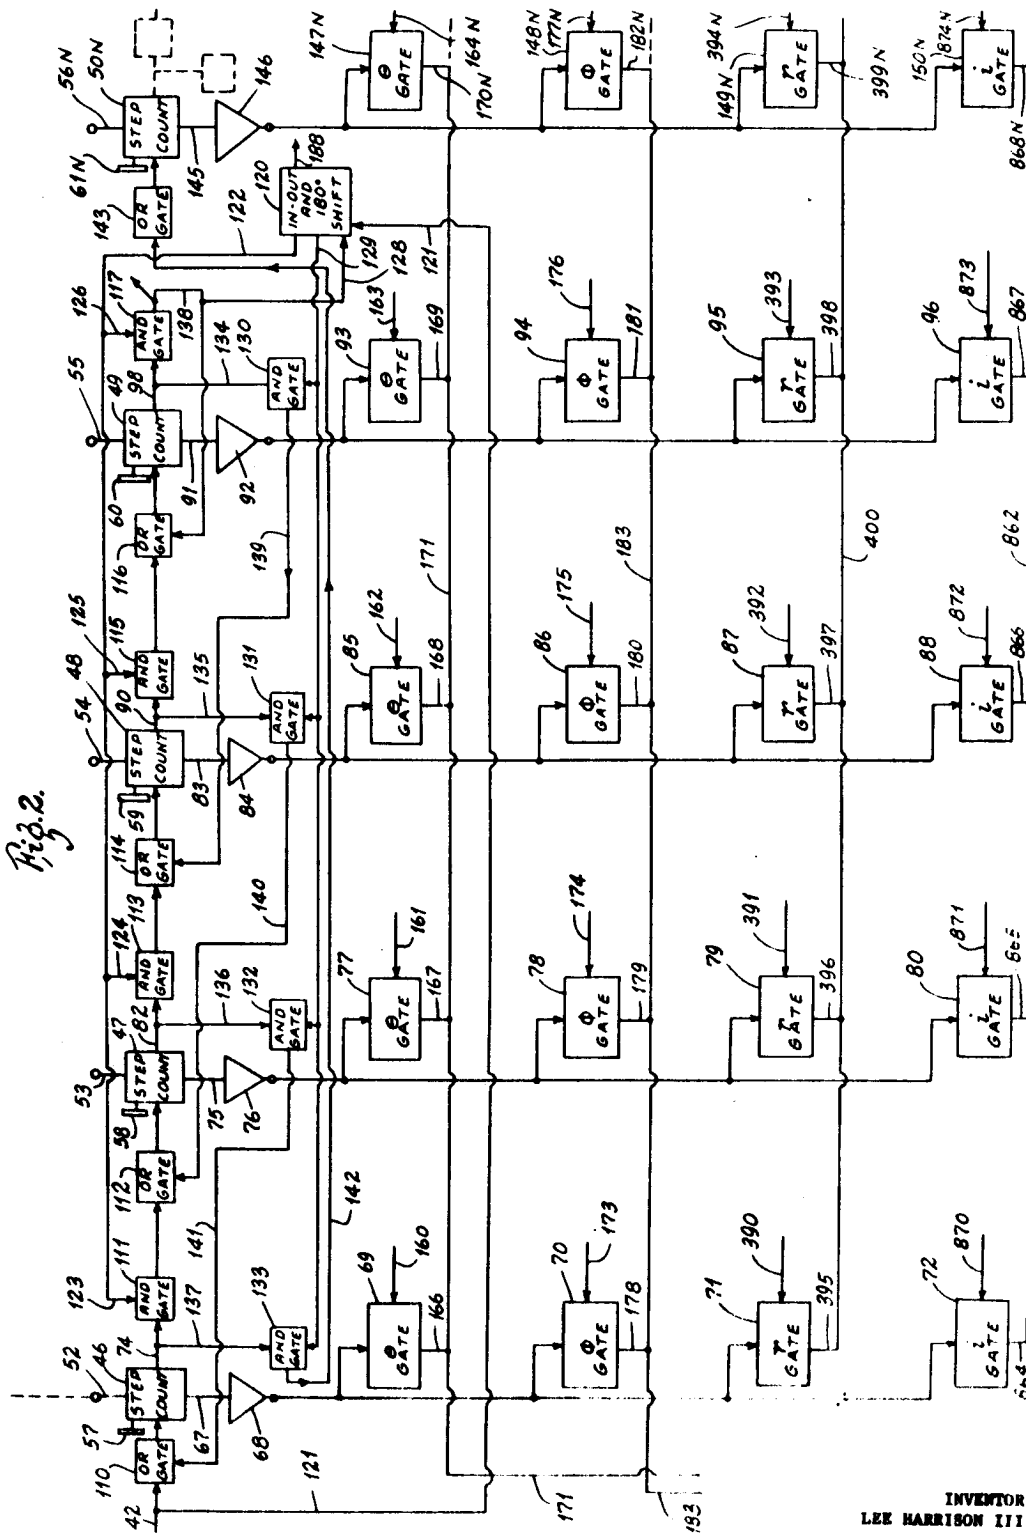 Fig. 2.
52
53
54
55
56N
57
46
123
58
47
124
59
48
125
60
49
126
61N
50N
110
111
112
113
114
115
116
117
143
42
OR GATE
STEP COUNT
74
AND GATE
OR GATE
STEP COUNT
82
AND GATE
OR GATE
STEP COUNT
90
AND GATE
OR GATE
STEP COUNT
98
AND GATE
138
OR GATE
STEP COUNT
67
137
141
75
136
83
135
91
134
122
145
68
133
76
132
140
84
131
139
92
130
120
146
AND GATE
AND GATE
AND GATE
AND GATE
IN-OUT AND 180° SHIFT
188
121
142
129
128
121
69
160
77
161
85
162
93
163
147N
164N
Θ GATE
Θ GATE
Θ GATE
Θ GATE
Θ GATE
166
167
168
171
169
170N
171
70
173
78
174
86
175
94
176
148N
177N
Φ GATE
Φ GATE
Φ GATE
Φ GATE
Φ GATE
178
179
180
183
181
182N
183
71
390
79
391
87
392
95
393
149N
394N
r GATE
r GATE
r GATE
r GATE
r GATE
395
396
397
400
398
399N
72
870
80
871
88
872
96
873
150N
874N
i GATE
i GATE
i GATE
i GATE
i GATE
866
862
867
868N
INVENTOR
LEE HARRISON III